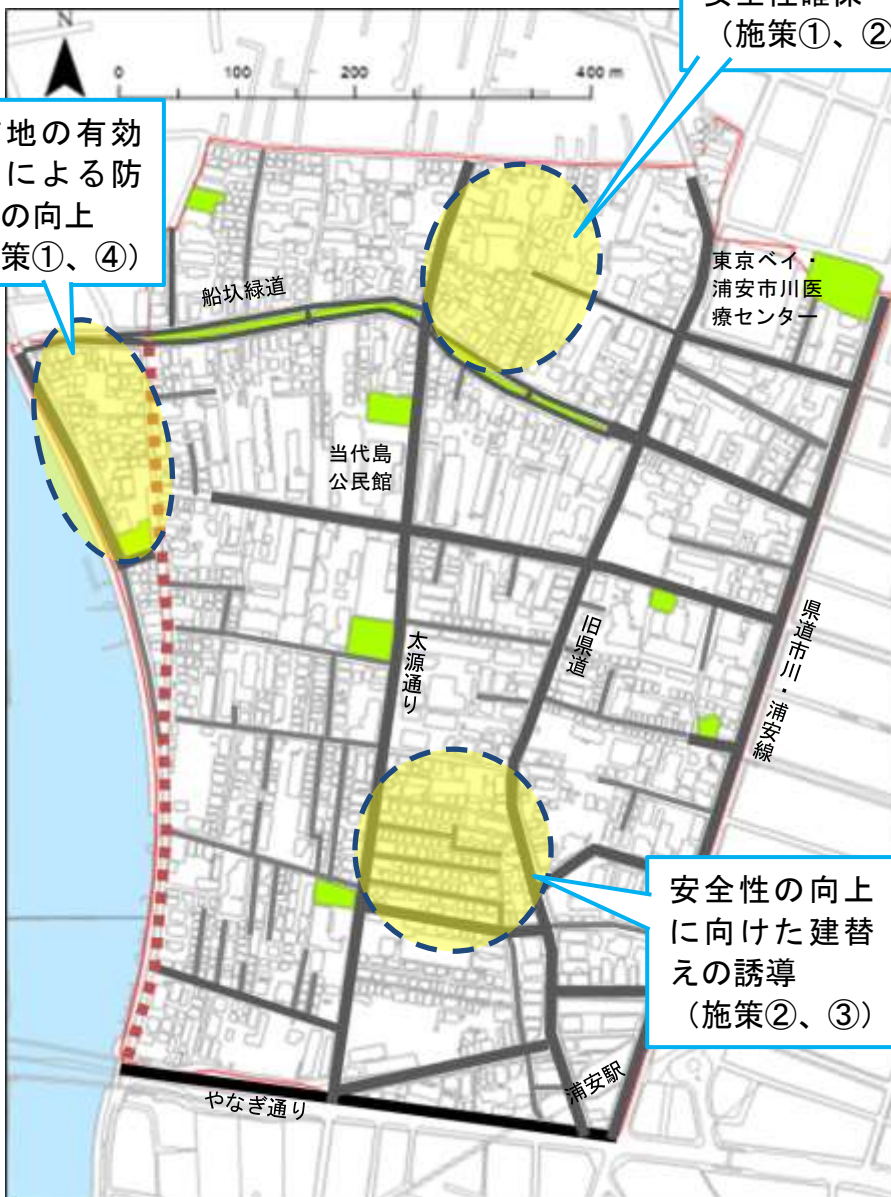 安全性確保
（施策①、②
N
0 100 200 400 m
地の有効
による防
の向上
策①、④）
船圦緑道
東京ベイ・
浦安市川医
療センター
当代島
公民館
太源通り
旧県道
県道市川・浦安線
安全性の向上
に向けた建替
えの誘導
（施策②、③）
浦安駅
やなぎ通り